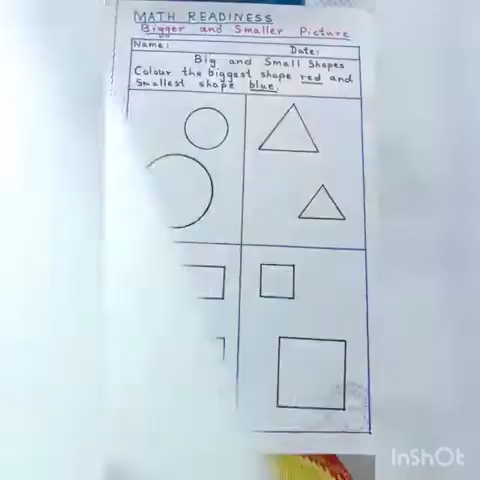 MATH READINESS
Bigger and Smaller Picture
Name: Date:
Big and Small Shapes
Colour the biggest shape red and
Smallest shape blue.
InShOt